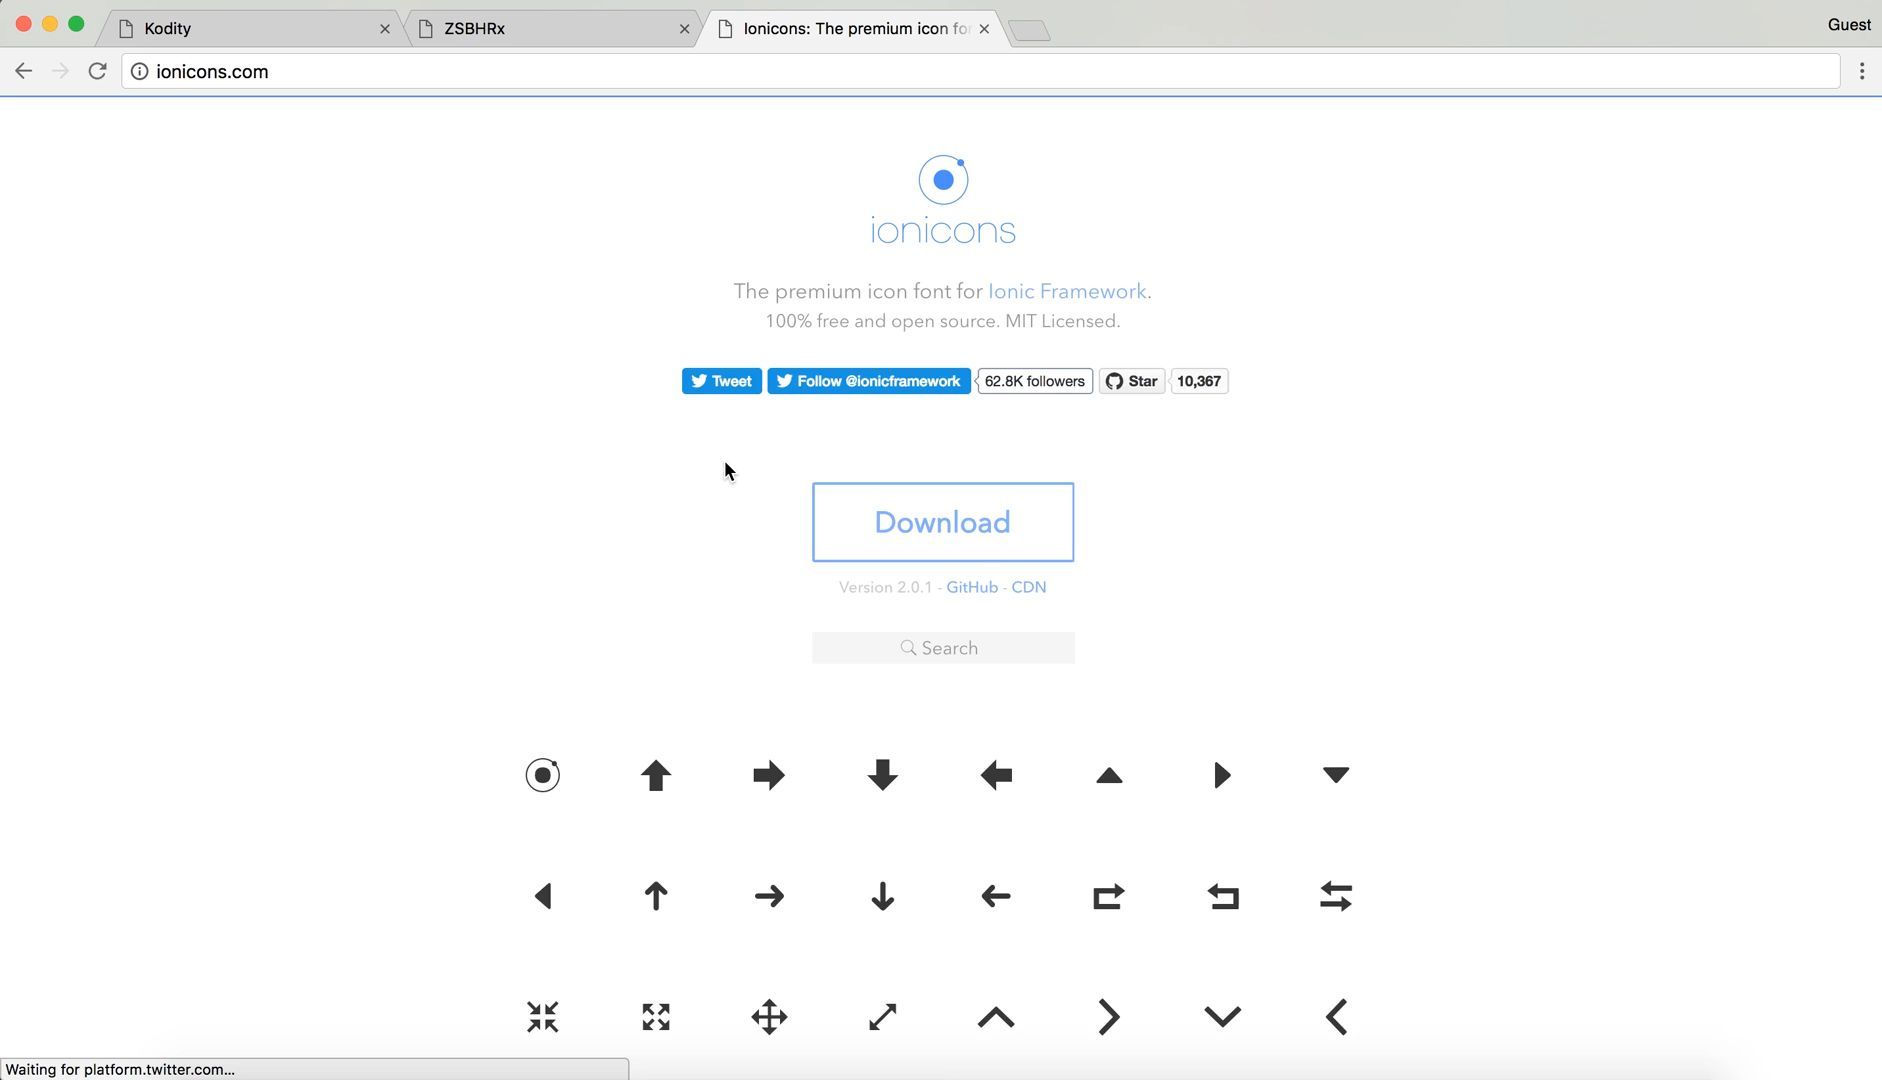 Kodity
ZSBHRx
Ionicons: The premium icon for
Guest
ionicons.com
ionicons
The premium icon font for Ionic Framework.
100% free and open source. MIT Licensed.
Tweet
Follow @ionicframework
62.8K followers
Star
10,367
Download
Version 2.0.1 - GitHub - CDN
Search
Waiting for platform.twitter.com...